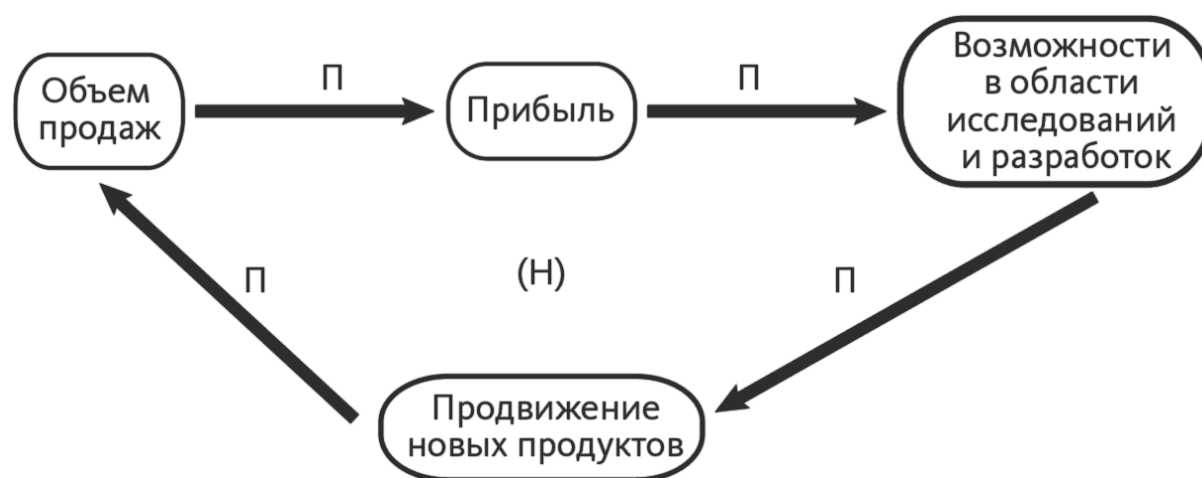 Объем
продаж
П
Прибыль
П
Возможности
в области
исследований
и разработок
П
(Н)
П
Продвижение
новых продуктов